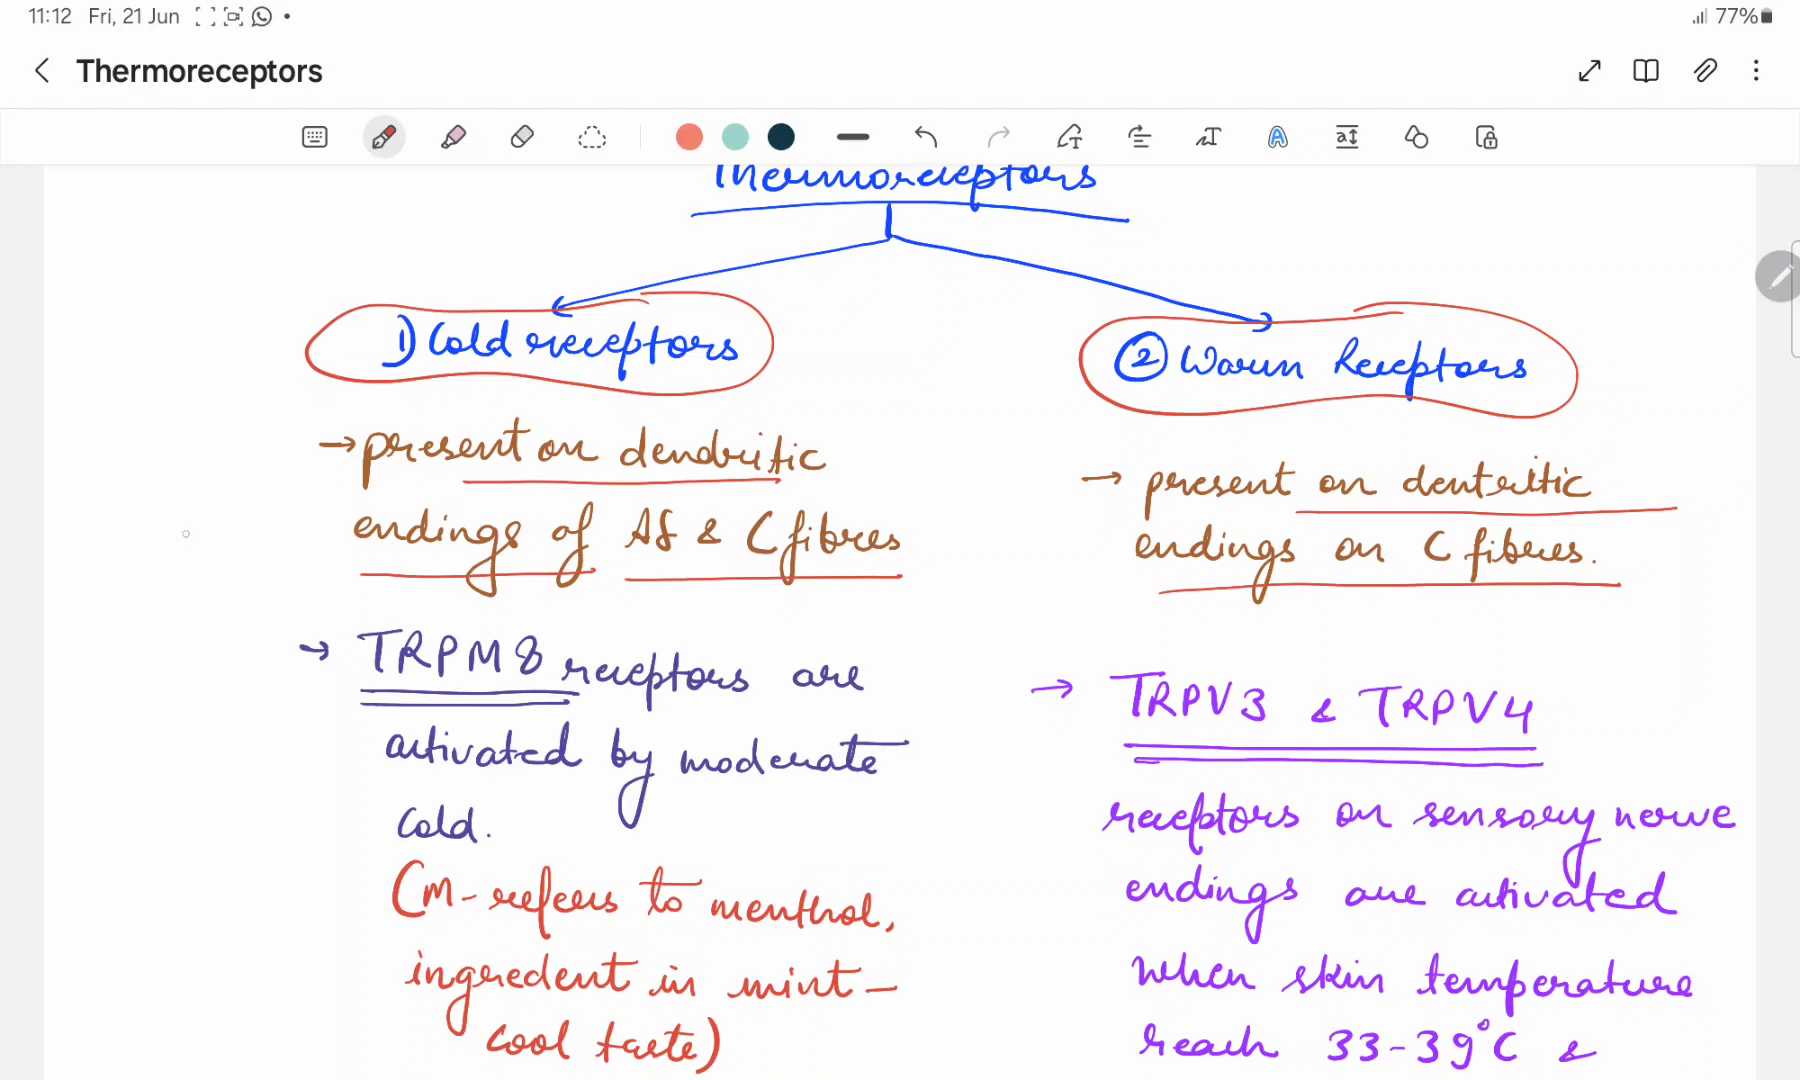 11:12 Fri, 21 Jun 77%
Thermoreceptors
Thermoreceptors
1) Cold receptors
→ present on dendritic
endings of Aδ & C fibres
→ TRPM8 receptors are
activated by moderate
cold.
(M-refers to menthol,
ingredent in mint-
cool taste)
② Warm Receptors
→ present on dentritic
endings on C fibres.
→ TRPV3 & TRPV4
receptors on sensory nerve
endings are activated
when skin temperature
reach 33-39°C &